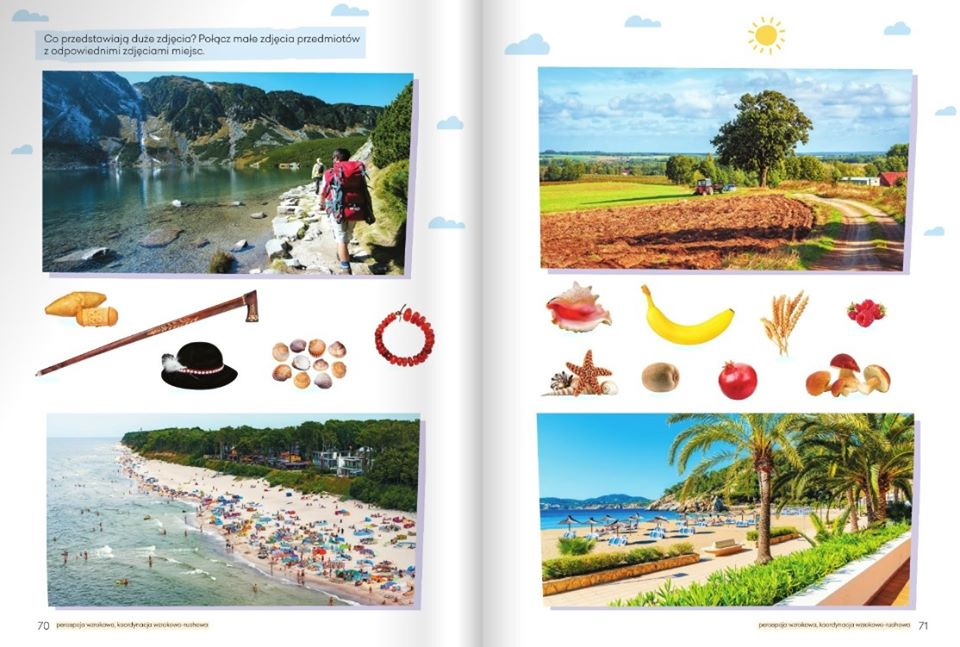 Co przedstawiają duże zdjęcia? Połącz małe zdjęcia przedmiotów
z odpowiednimi zdjęciami miejsc.
70 percepcja wzrokowa, koordynacja wzrokowo-ruchowa
percepcja wzrokowa, koordynacja wzrokowo-ruchowa 71